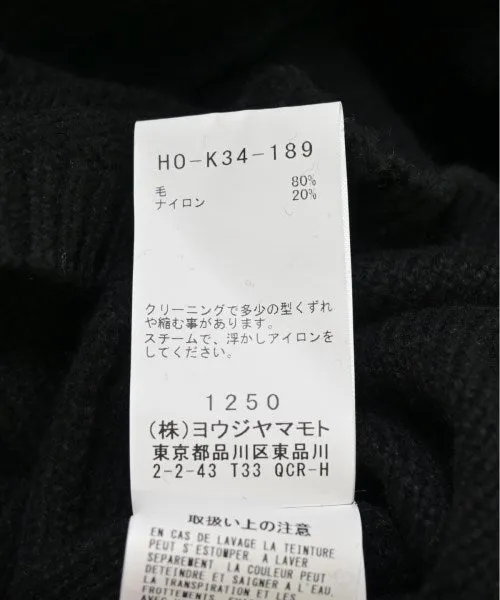 HO-K34-189
毛 80%
ナイロン 20%
クリーニングで多少の型くずれ
や縮む事があります。
スチームで、浮かしアイロンを
してください。
1250
(株)ヨウジヤマモト
東京都品川区東品川
2-2-43 T33 QCR-H
取扱い上の注意
EN CAS DE LAVAGE LA TEINTURE
PEUT S'ESTOMPER A LAVER
SEPAREMENT LA COULEUR PEUT
DETEINDRE ET SAIGNER A L'EAU,
LA TRANSPIRATION ET LES